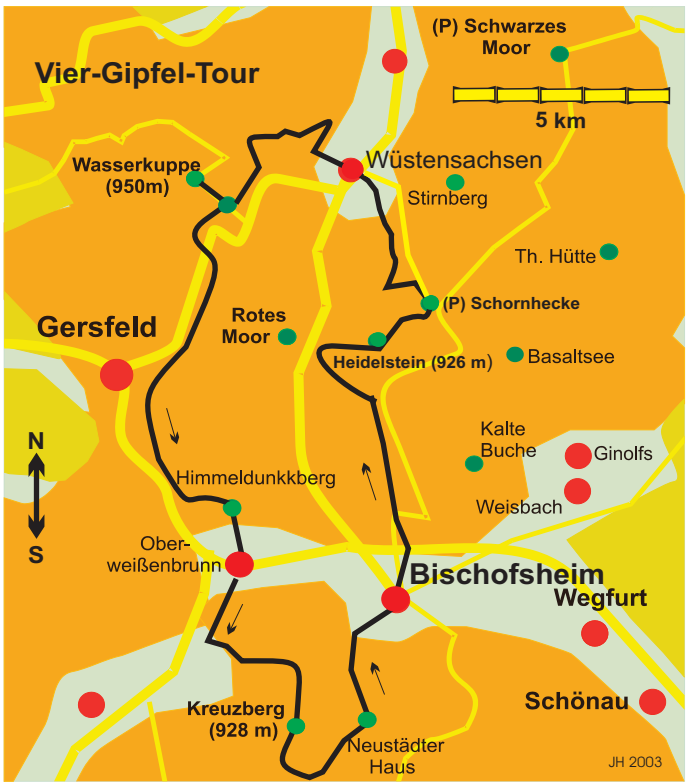 (P) Schwarzes
Moor
Vier-Gipfel-Tour
5 km
Wasserkuppe
(950m)
Wüstensachsen
Stirnberg
Th. Hütte
(P) Schornhecke
Rotes
Moor
Gersfeld
Heidelstein (926 m)
Basaltsee
Kalte
Buche
Ginolfs
N
S
Himmeldunkkberg
Weisbach
Ober-
weißenbrunn
Bischofsheim
Wegfurt
Schönau
Kreuzberg
(928 m)
Neustädter
Haus
JH 2003